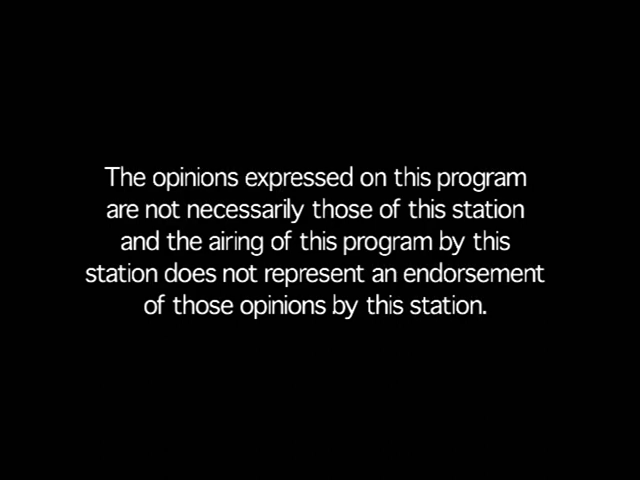 The opinions expressed on this program
are not necessarily those of this station
and the airing of this program by this
station does not represent an endorsement
of those opinions by this station.